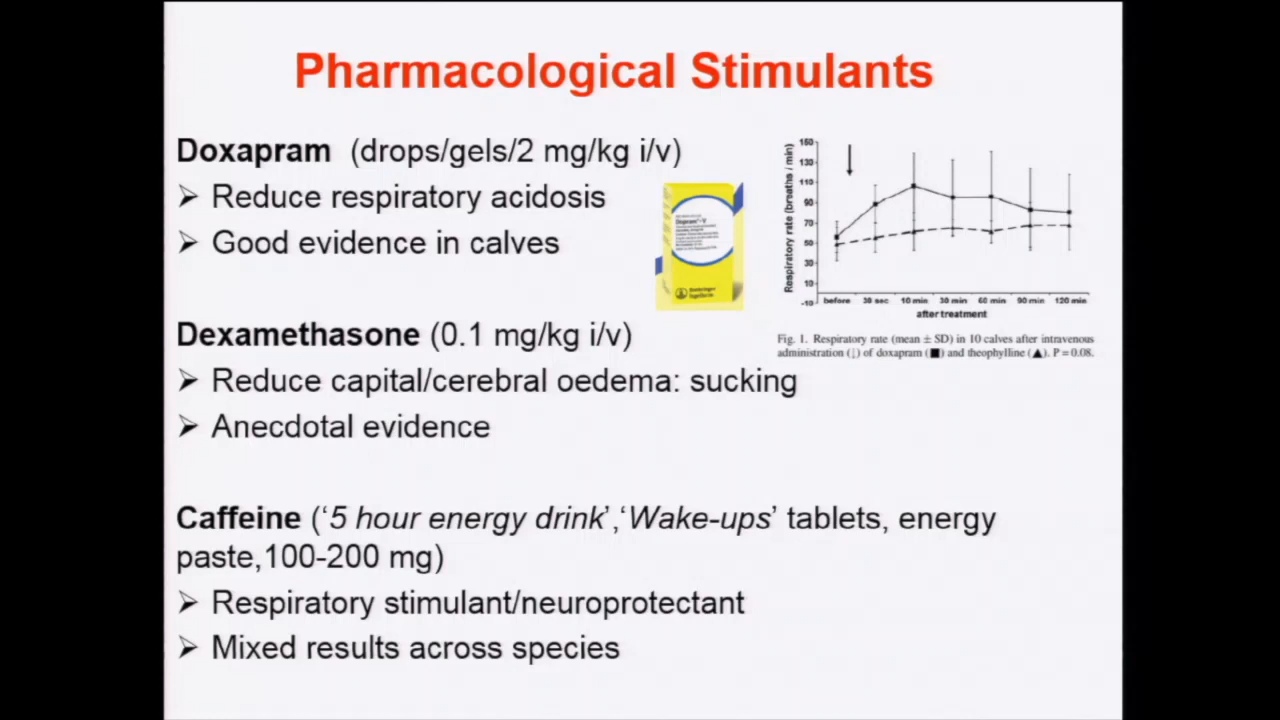 Pharmacological Stimulants
Doxapram (drops/gels/2 mg/kg i/v)
➢ Reduce respiratory acidosis
➢ Good evidence in calves
Dexamethasone (0.1 mg/kg i/v)
➢ Reduce capital/cerebral oedema: sucking
➢ Anecdotal evidence
Caffeine (‘5 hour energy drink’,‘Wake-ups’ tablets, energy
paste,100-200 mg)
➢ Respiratory stimulant/neuroprotectant
➢ Mixed results across species
Dopram-V
Respiratory rate (breaths / min)
150
130
110
90
70
50
30
10
-10
before 30 sec 10 min 30 min 60 min 90 min 120 min
after treatment
Fig. 1. Respiratory rate (mean ± SD) in 10 calves after intravenous
administration (↓) of doxapram (■) and theophylline (▲). P = 0.08.